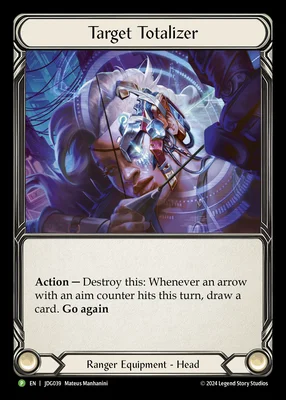 Target Totalizer
Action — Destroy this: Whenever an arrow
with an aim counter hits this turn, draw a
card. Go again
Ranger Equipment - Head
P EN | JDG039 Mateus Manhanini
© 2024 Legend Story Studios